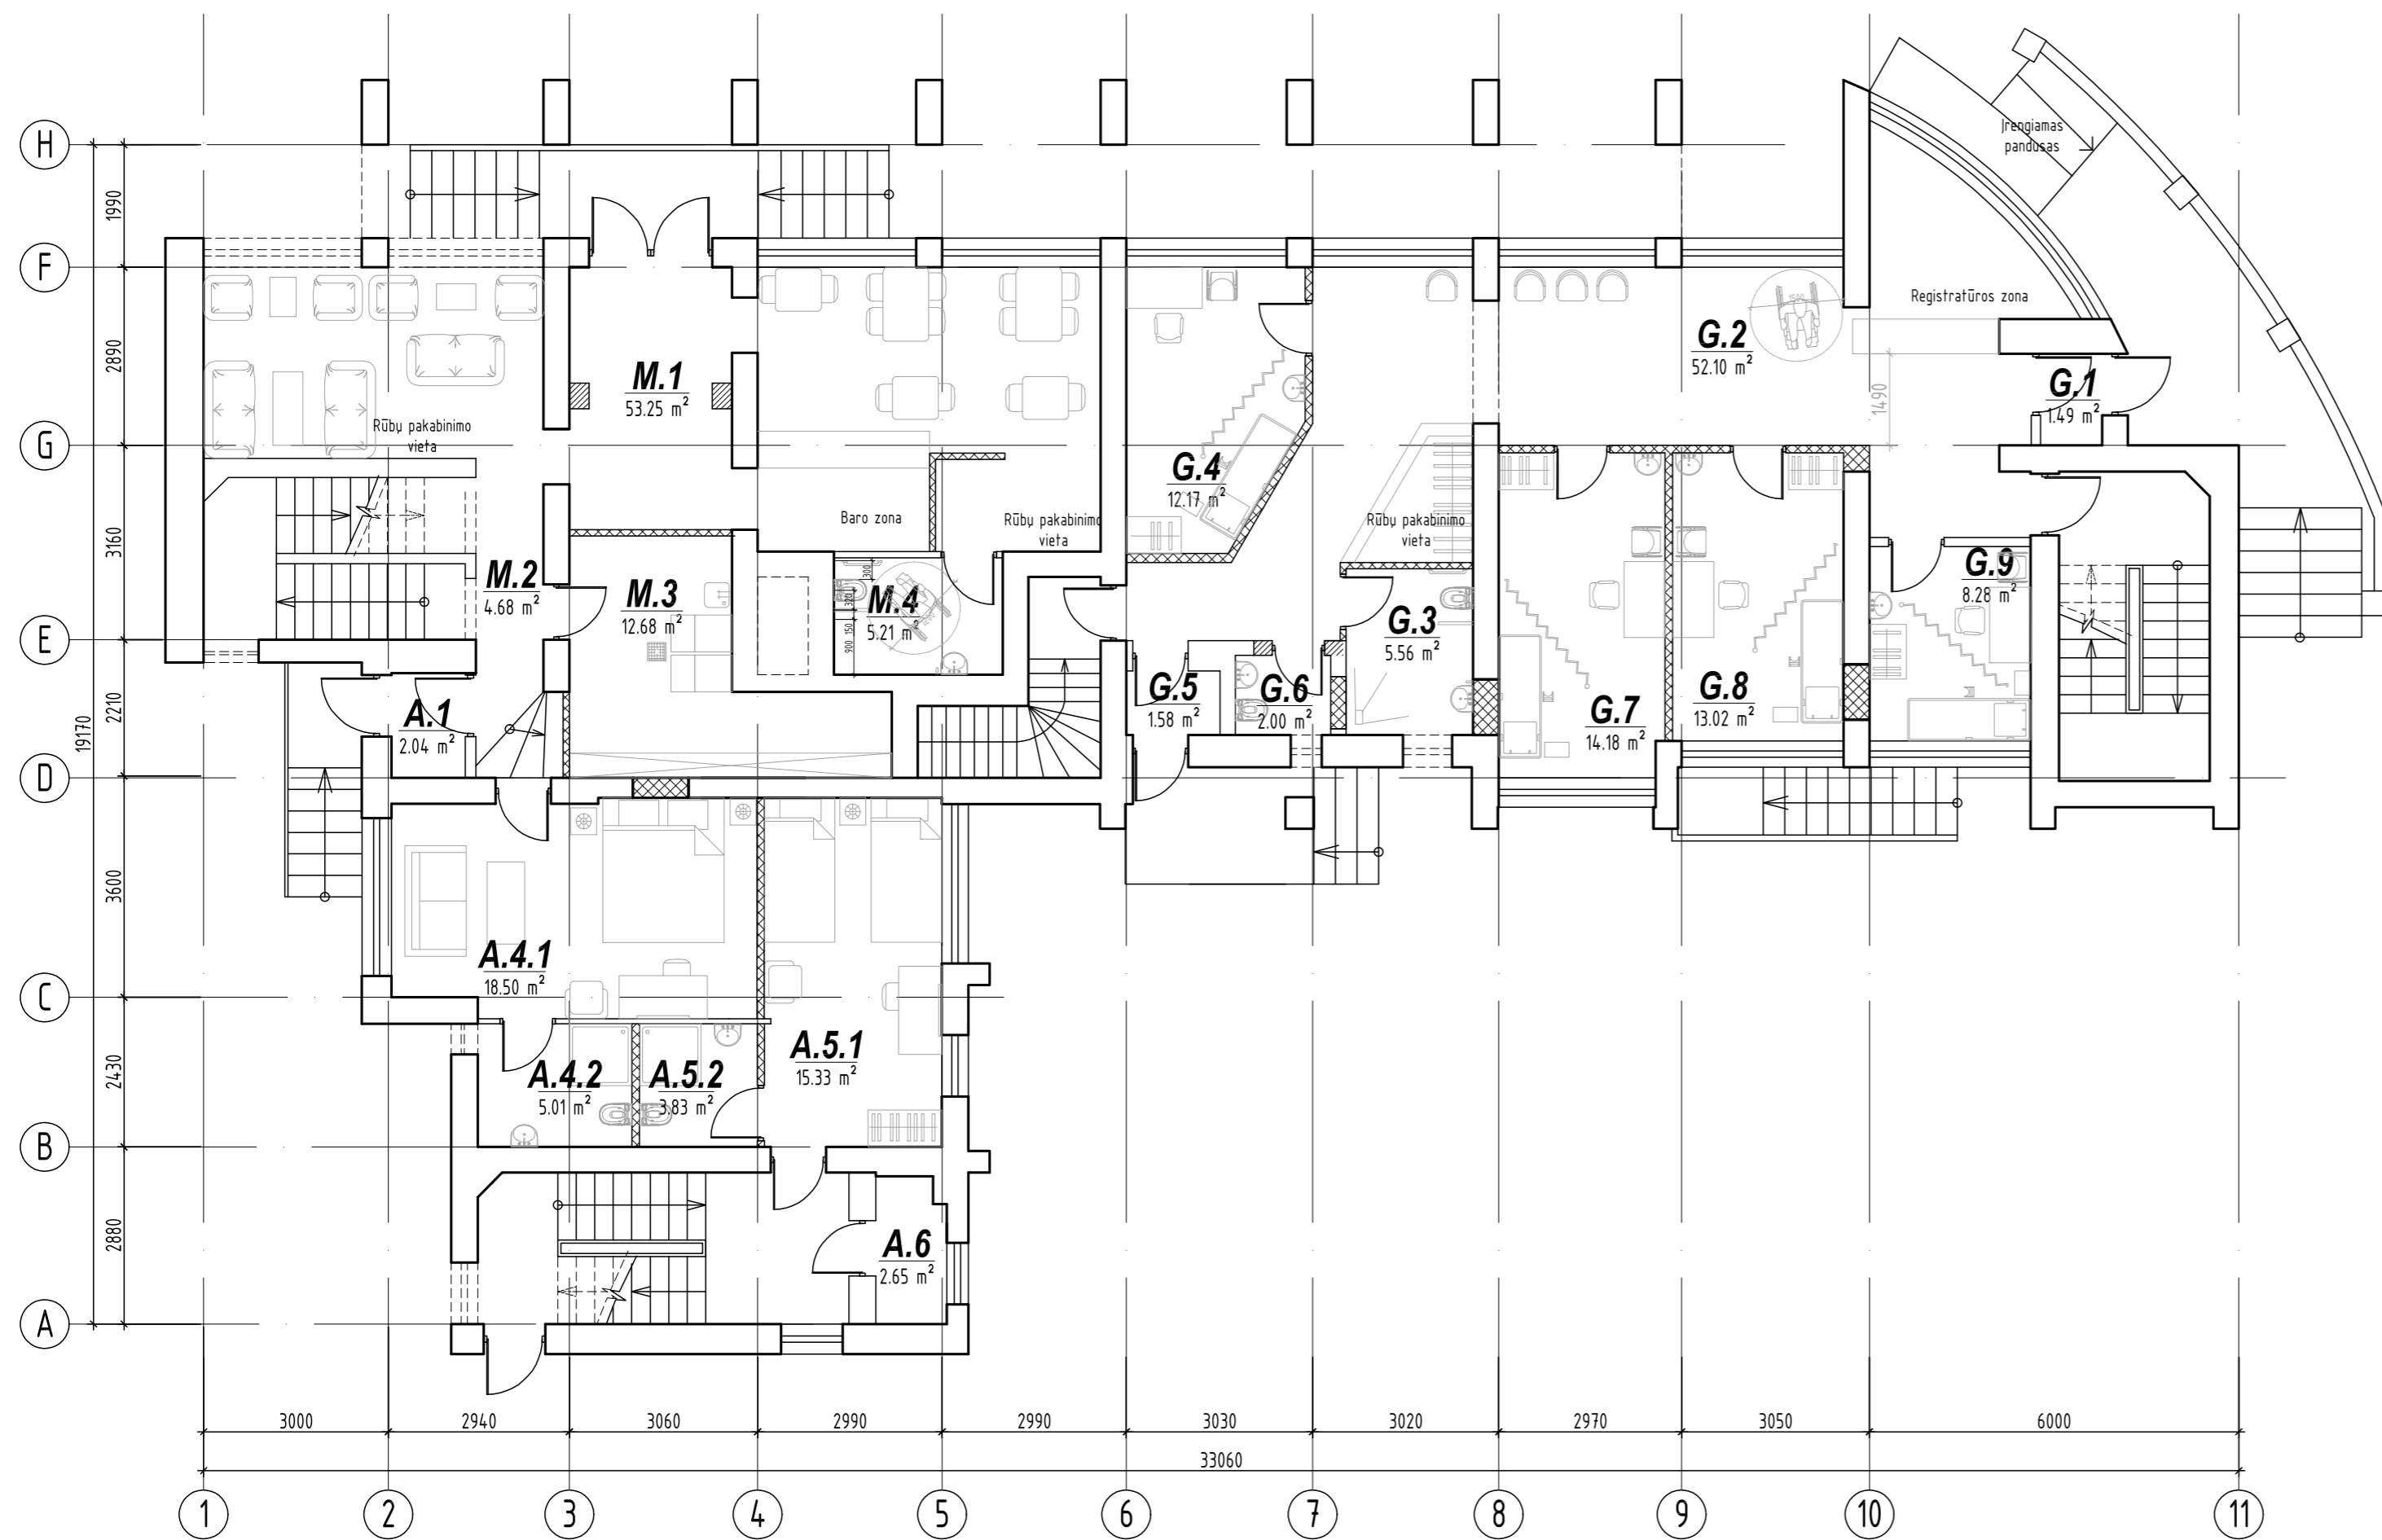 H
F
G
E
D
C
B
A
19170
1990
2890
3160
2210
3600
2430
2880
Įrengiamas
pandusas
Registratūros zona
M.1
53.25 m²
G.2
52.10 m²
G.1
1.49 m²
1490
Rūbų pakabinimo
vieta
G.4
12.17 m²
Baro zona
Rūbų pakabinimo
vieta
Rūbų pakabinimo
vieta
M.2
4.68 m²
M.3
12.68 m²
M.4
5.21 m²
300
320
150
900
G.3
5.56 m²
G.9
8.28 m²
A.1
2.04 m²
G.5
1.58 m²
G.6
2.00 m²
G.7
14.18 m²
G.8
13.02 m²
A.4.1
18.50 m²
A.4.2
5.01 m²
A.5.2
3.83 m²
A.5.1
15.33 m²
A.6
2.65 m²
3000
2940
3060
2990
2990
3030
3020
2970
3050
6000
33060
1
2
3
4
5
6
7
8
9
10
11